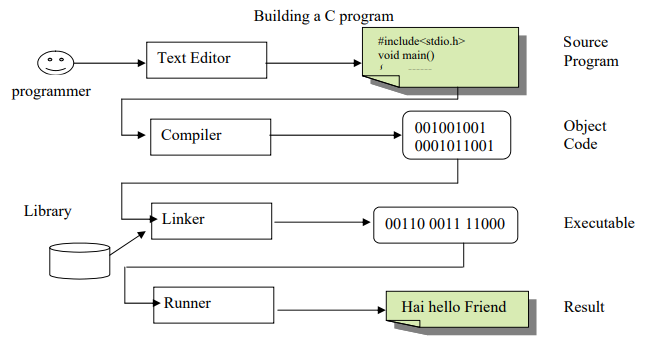 Building a C program
#include<stdio.h>
void main()
{ ......
Source
Program
Text Editor
programmer
Compiler
001001001
0001011001
Object
Code
Library
Linker
00110 0011 11000
Executable
Runner
Hai hello Friend
Result